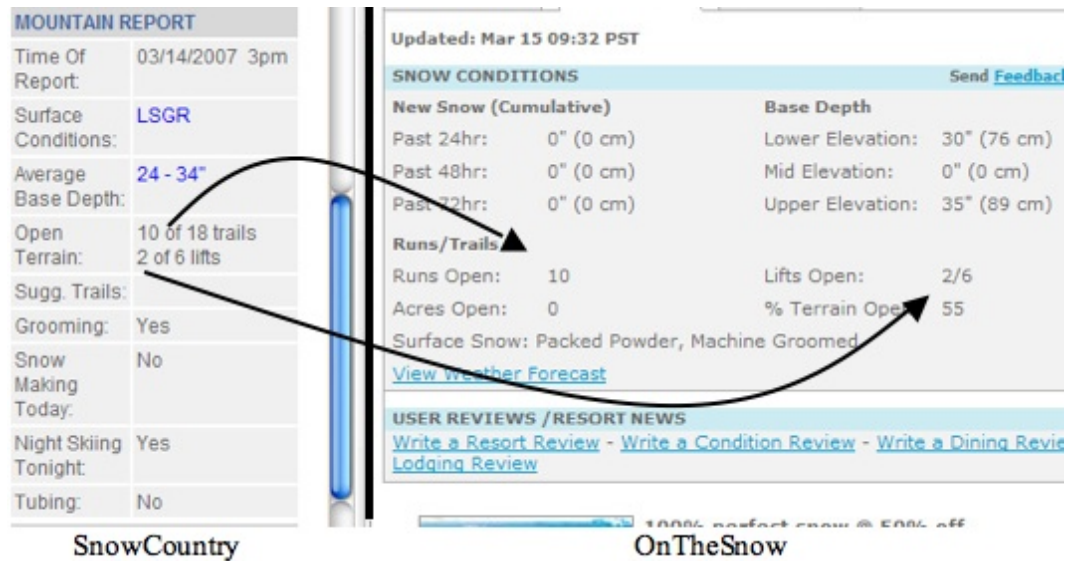 MOUNTAIN REPORT
Time Of Report: 03/14/2007 3pm
Surface Conditions: LSGR
Average Base Depth: 24 - 34"
Open Terrain: 10 of 18 trails
2 of 6 lifts
Sugg. Trails:
Grooming: Yes
Snow Making Today: No
Night Skiing Tonight: Yes
Tubing: No
SnowCountry
Updated: Mar 15 09:32 PST
SNOW CONDITIONS Send Feedback
New Snow (Cumulative) Base Depth
Past 24hr: 0" (0 cm) Lower Elevation: 30" (76 cm)
Past 48hr: 0" (0 cm) Mid Elevation: 0" (0 cm)
Past 72hr: 0" (0 cm) Upper Elevation: 35" (89 cm)
Runs/Trails
Runs Open: 10 Lifts Open: 2/6
Acres Open: 0 % Terrain Open 55
Surface Snow: Packed Powder, Machine Groomed
View Weather Forecast
USER REVIEWS /RESORT NEWS
Write a Resort Review - Write a Condition Review - Write a Dining Revie
Lodging Review
100% perfect snow @ 50% off
OnTheSnow